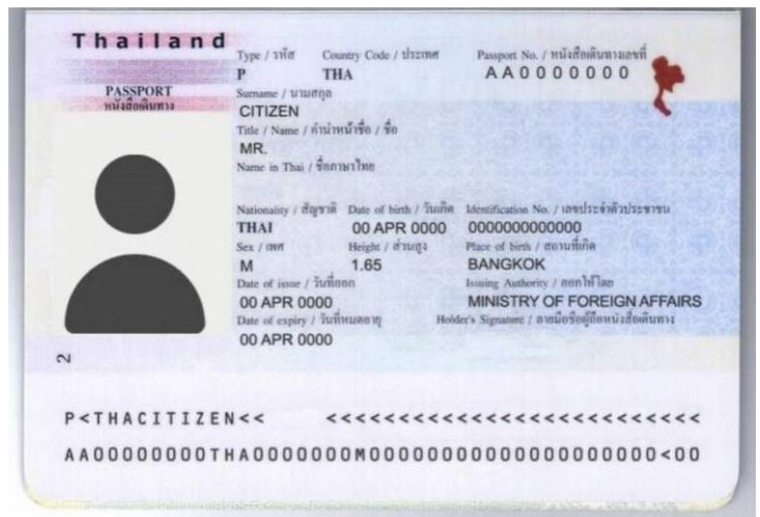 Thailand
Type / รหัส Country Code / ประเทศ Passport No. / หนังสือเดินทางเลขที่
P THA AA0000000
PASSPORT
หนังสือเดินทาง
Surname / นามสกุล
CITIZEN
Title / Name / คำนำหน้าชื่อ / ชื่อ
MR.
Name in Thai / ชื่อภาษาไทย
Nationality / สัญชาติ Date of birth / วันเกิด Identification No. / เลขประจำตัวประชาชน
THAI 00 APR 0000 0000000000000
Sex / เพศ Height / ส่วนสูง Place of birth / สถานที่เกิด
M 1.65 BANGKOK
Date of issue / วันที่ออก Issuing Authority / ออกให้โดย
00 APR 0000 MINISTRY OF FOREIGN AFFAIRS
Date of expiry / วันที่หมดอายุ Holder's Signature / ลายมือชื่อผู้ถือหนังสือเดินทาง
00 APR 0000
2
P<THACITIZEN<< <<<<<<<<<<<<<<<<<<<<<<<<<<
AA00000000THA0000000M0000000000000000000000<00